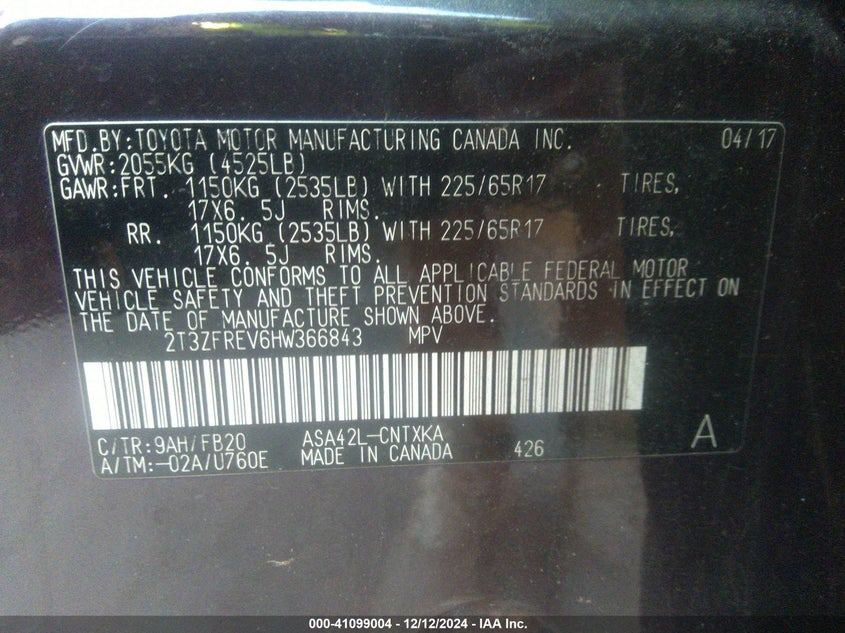 MFD.BY:TOYOTA MOTOR MANUFACTURING CANADA INC. 04/17
GVWR:2055KG (4525LB)
GAWR:FRT. 1150KG (2535LB) WITH 225/65R17 TIRES,
17X6. 5J RIMS.
RR. 1150KG (2535LB) WITH 225/65R17 TIRES,
17X6. 5J RIMS.
THIS VEHICLE CONFORMS TO ALL APPLICABLE FEDERAL MOTOR
VEHICLE SAFETY AND THEFT PREVENTION STANDARDS IN EFFECT ON
THE DATE OF MANUFACTURE SHOWN ABOVE.
2T3ZFREV6HW366843 MPV
C/TR:9AH/FB20 ASA42L-CNTXKA A
A/TM:-02A/U760E MADE IN CANADA 426
000-41099004 - 12/12/2024 - IAA Inc.